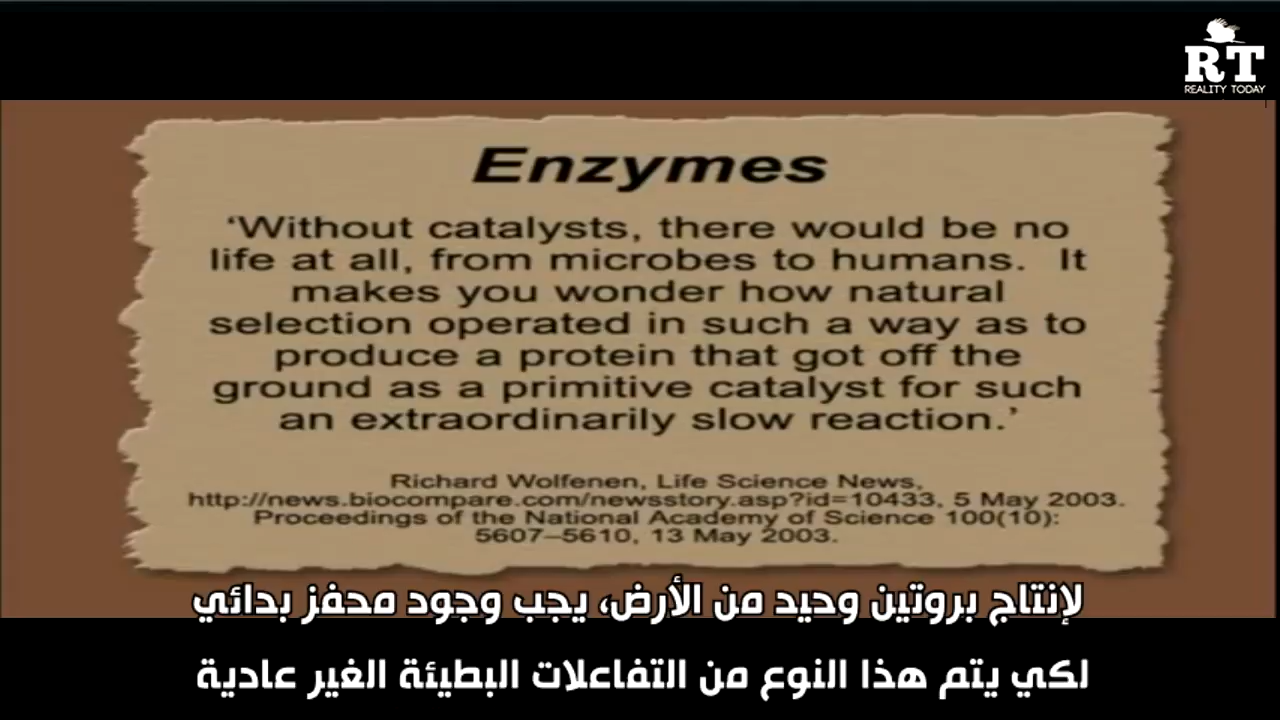 RT
REALITY TODAY
Enzymes
‘Without catalysts, there would be no
life at all, from microbes to humans. It
makes you wonder how natural
selection operated in such a way as to
produce a protein that got off the
ground as a primitive catalyst for such
an extraordinarily slow reaction.’
Richard Wolfenen, Life Science News,
http://news.biocompare.com/newsstory.asp?id=10433, 5 May 2003.
Proceedings of the National Academy of Science 100(10):
5607–5610, 13 May 2003.
لإنتاج بروتين وحيد من الأرض، يجب وجود محفز بدائي
لكي يتم هذا النوع من التفاعلات البطيئة الغير عادية